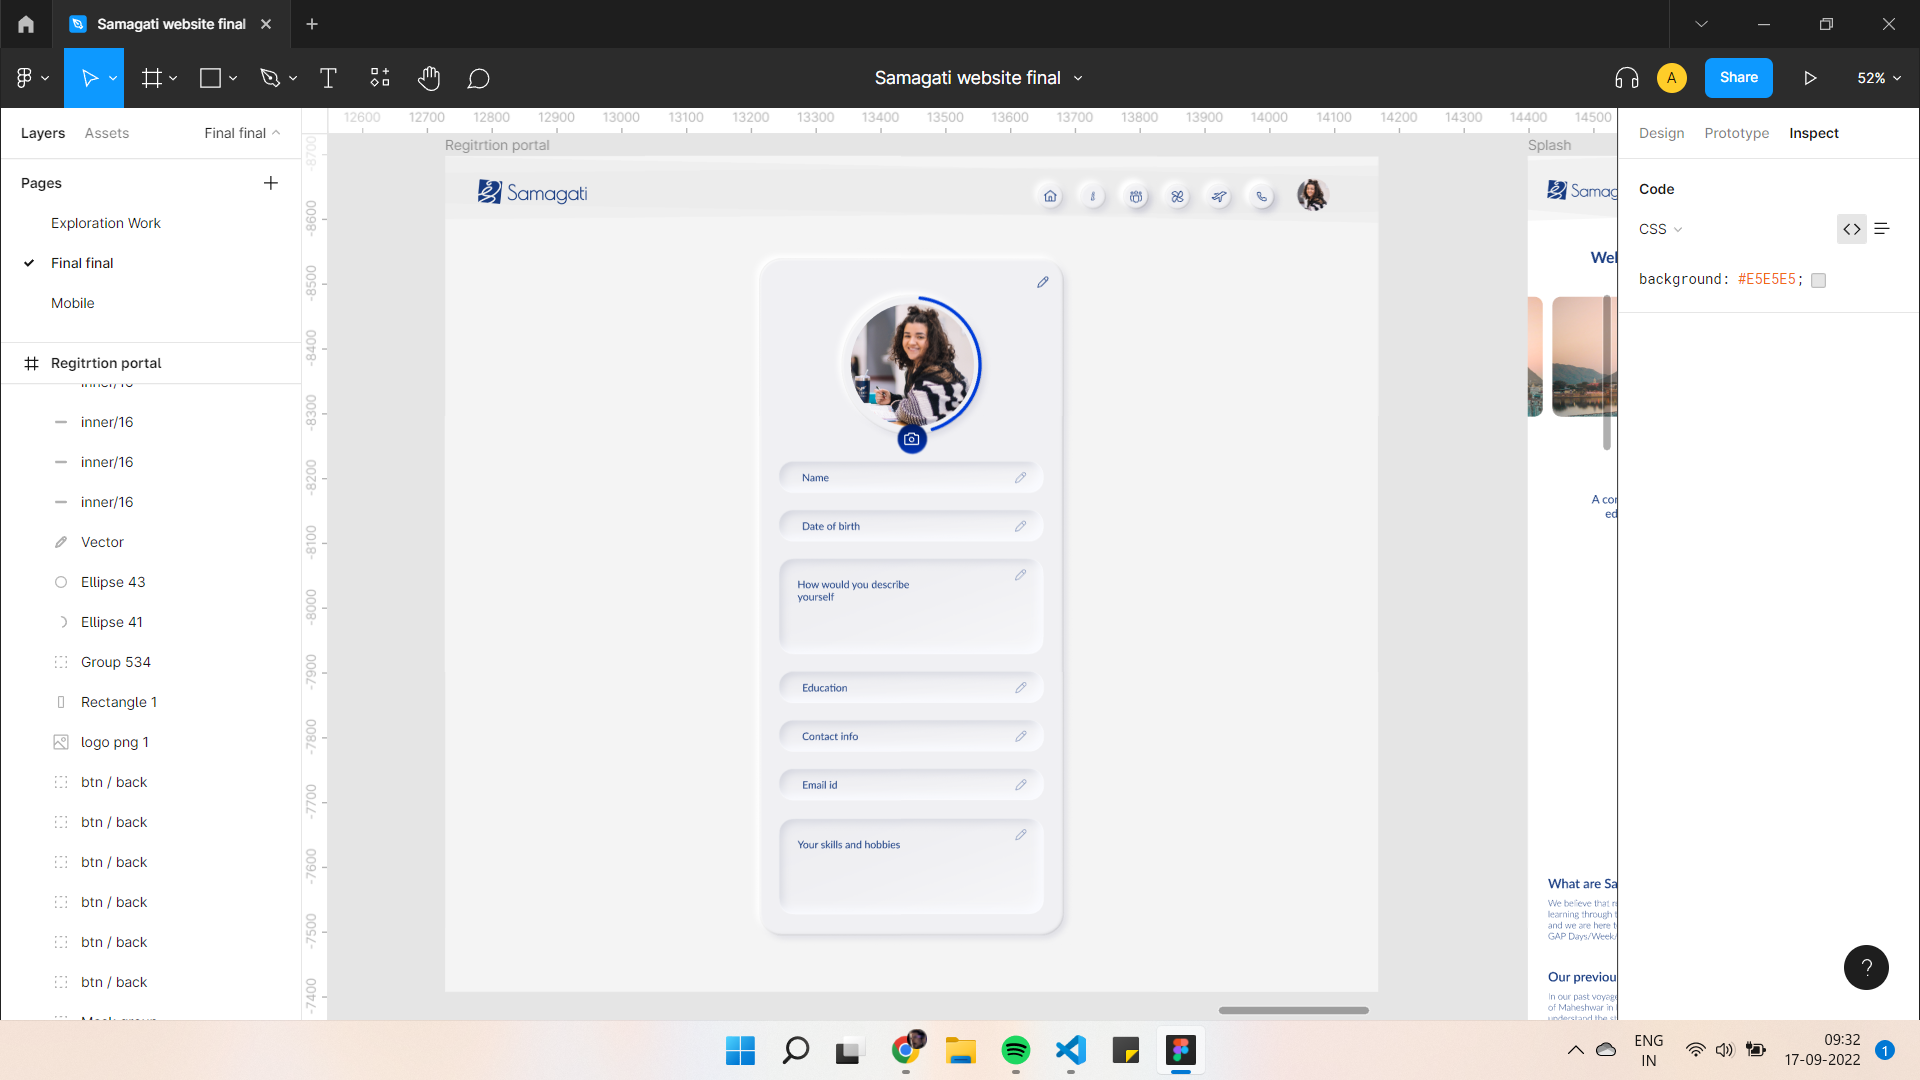 Samagati website final
Samagati website final
A
Share
52%
Layers
Assets
Final final
Pages
Exploration Work
Final final
Mobile
Regitrtion portal
inner/16
inner/16
inner/16
inner/16
Vector
Ellipse 43
Ellipse 41
Group 534
Rectangle 1
logo png 1
btn / back
btn / back
btn / back
btn / back
btn / back
btn / back
12600 12700 12800 12900 13000 13100 13200 13300 13400 13500 13600 13700 13800 13900 14000 14100 14200 14300 14400 14500
-8700
-8600
-8500
-8400
-8300
-8200
-8100
-8000
-7900
-7800
-7700
-7600
-7500
-7400
Regitrtion portal
Samagati
Name
Date of birth
How would you describe
yourself
Education
Contact info
Email id
Your skills and hobbies
Splash
Samag
Wel
A con
ed
What are Sa
We believe that re
learning through t
and we are here t
GAP Days/Week/
Our previou
In our past voyage
of Maheshwar in
understand the st
Design
Prototype
Inspect
Code
CSS
background: #E5E5E5;
?
ENG
IN
09:32
17-09-2022
1